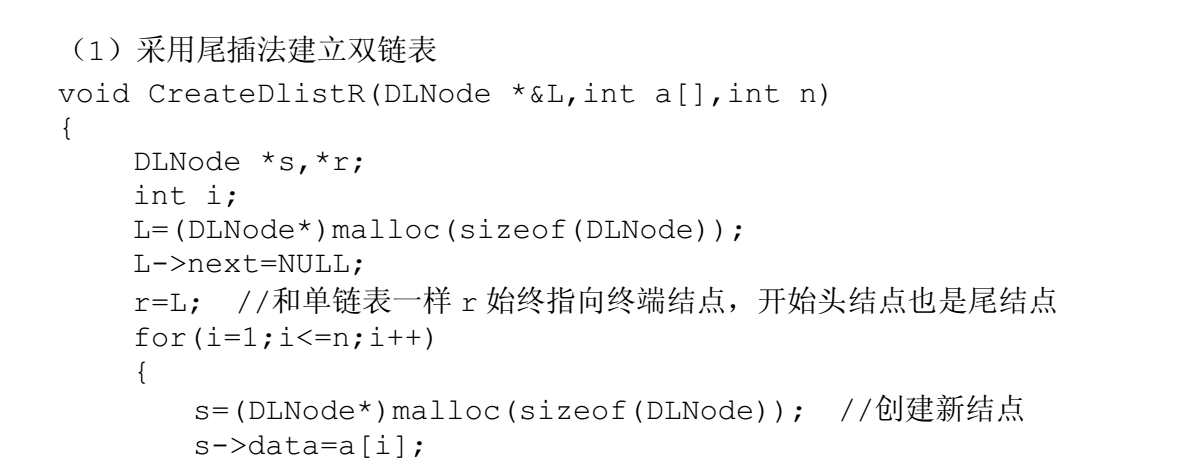 （1）采用尾插法建立双链表
void CreateDlistR(DLNode *&L,int a[],int n)
{
DLNode *s,*r;
int i;
L=(DLNode*)malloc(sizeof(DLNode));
L->next=NULL;
r=L; //和单链表一样 r 始终指向终端结点，开始头结点也是尾结点
for(i=1;i<=n;i++)
{
s=(DLNode*)malloc(sizeof(DLNode)); //创建新结点
s->data=a[i];